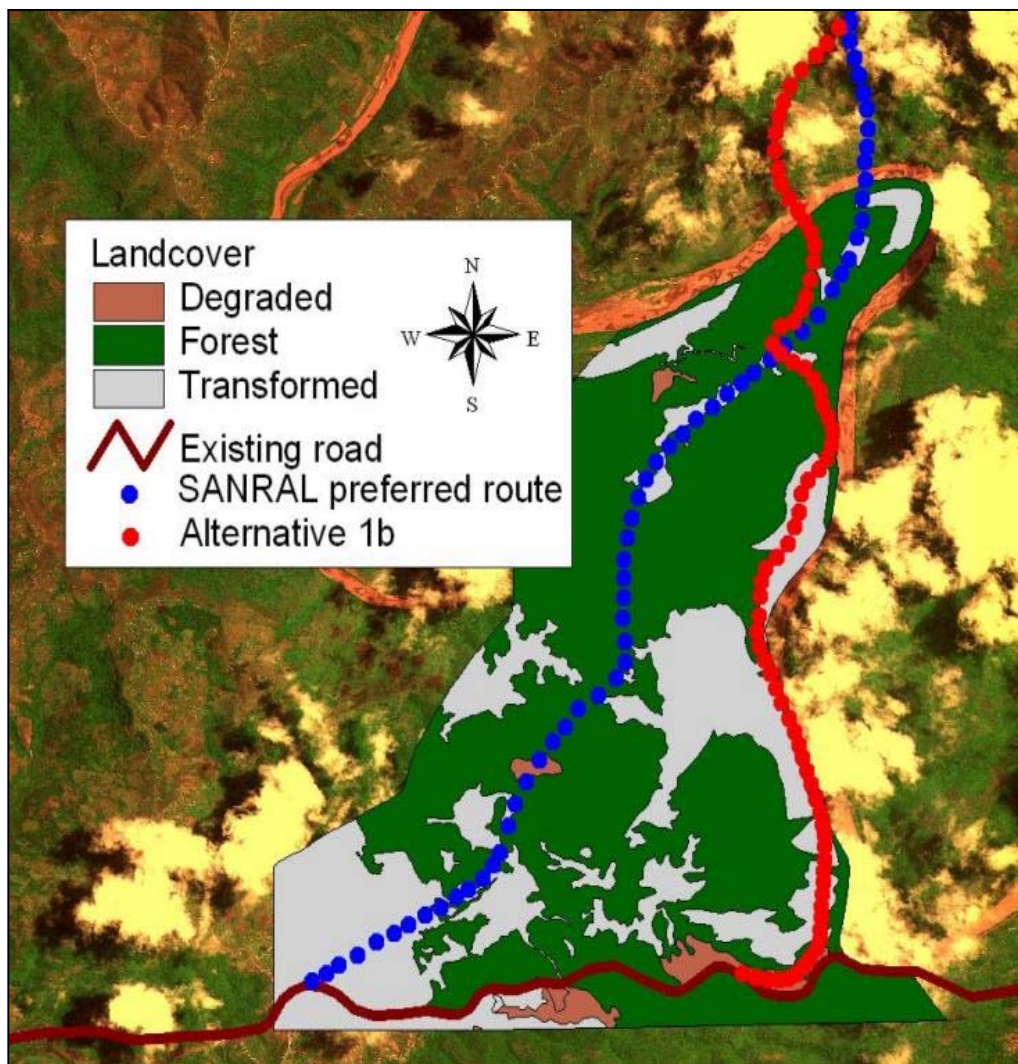 Landcover
Degraded
Forest
Transformed
Existing road
SANRAL preferred route
Alternative 1b
N
W E
S